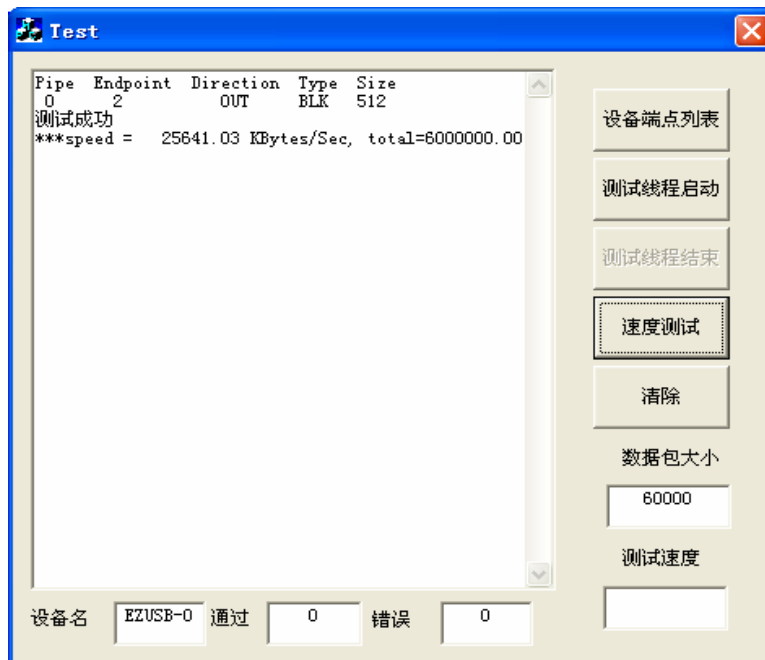 Test
Pipe Endpoint Direction Type Size
0 2 OUT BLK 512
测试成功
***speed = 25641.03 KBytes/Sec, total=6000000.00
设备端点列表
测试线程启动
测试线程结束
速度测试
清除
数据包大小
60000
测试速度
设备名 EZUSB-0 通过 0 错误 0